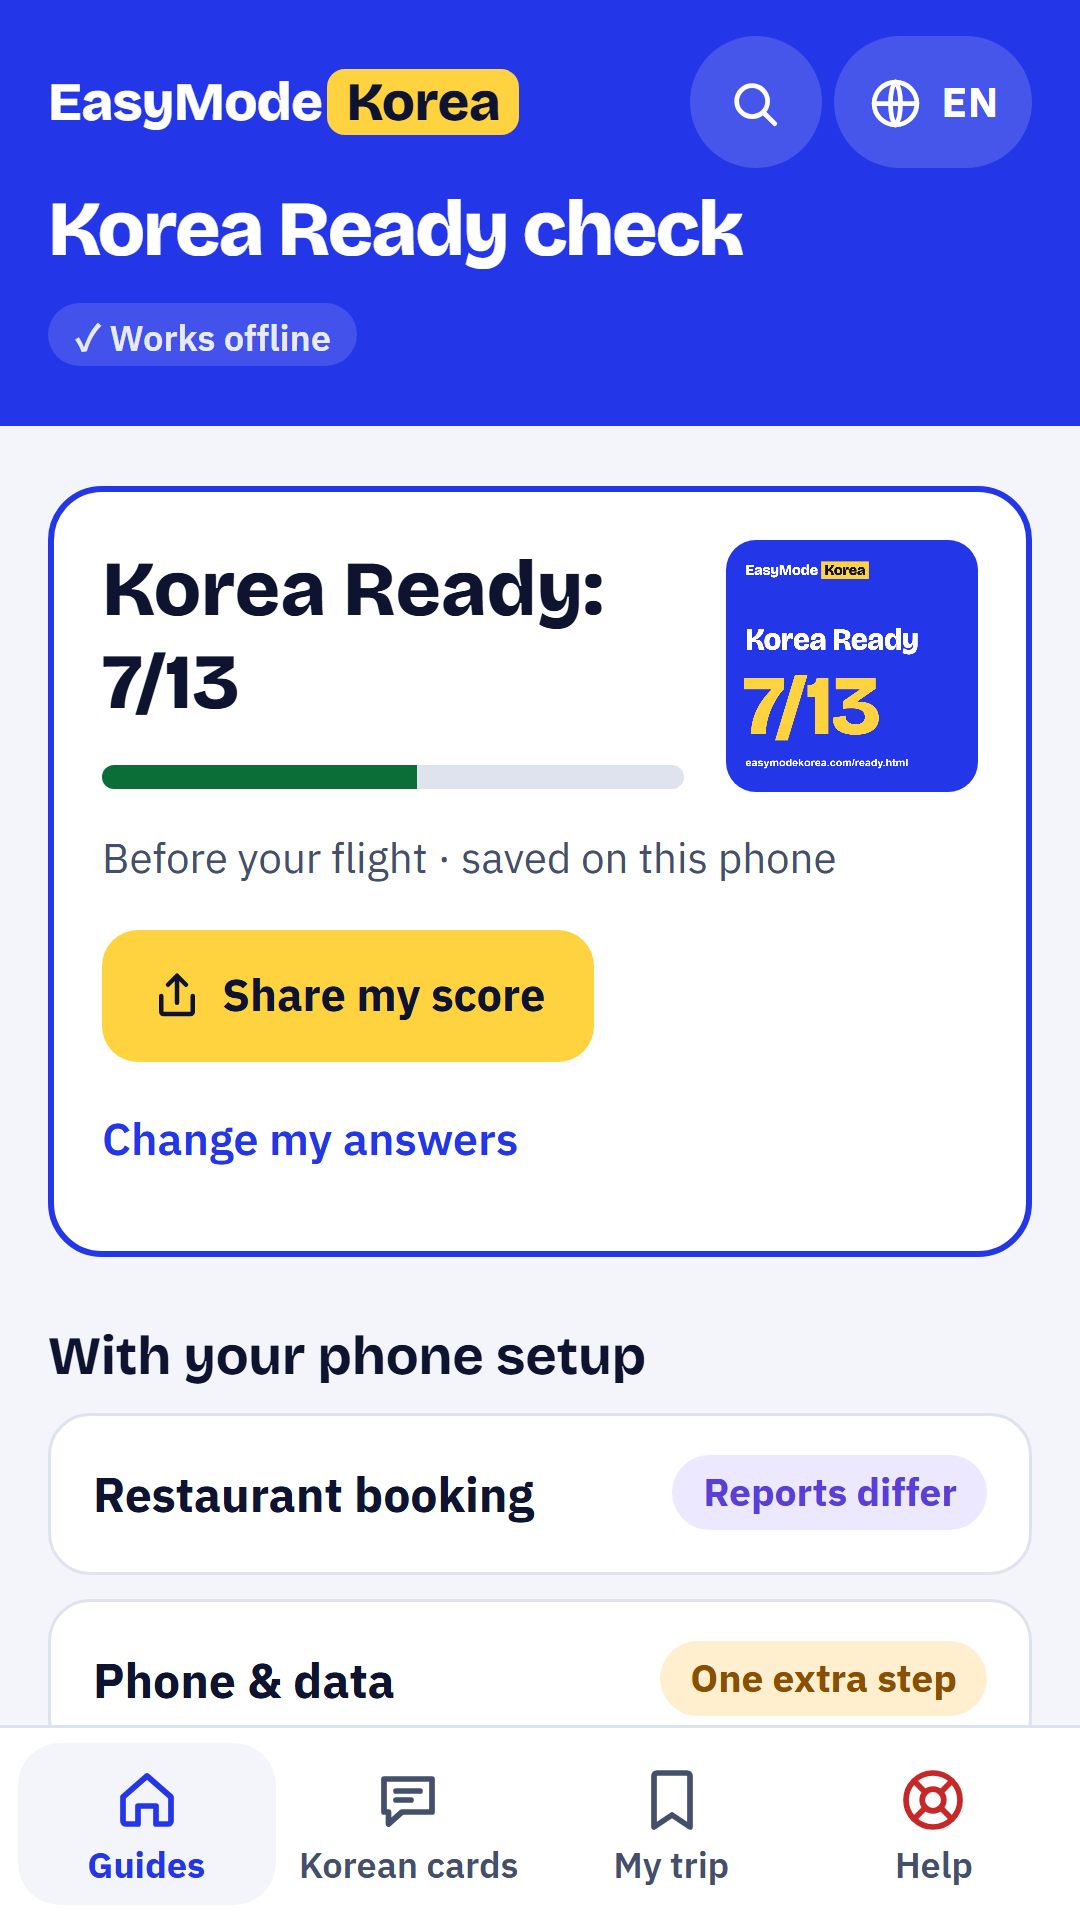 EasyMode Korea
EN
Korea Ready check
✓ Works offline
Korea Ready:
7/13
EasyMode Korea
Korea Ready
7/13
easymodekorea.com/ready.html
Before your flight · saved on this phone
Share my score
Change my answers
With your phone setup
Restaurant booking
Reports differ
Phone & data
One extra step
Guides
Korean cards
My trip
Help